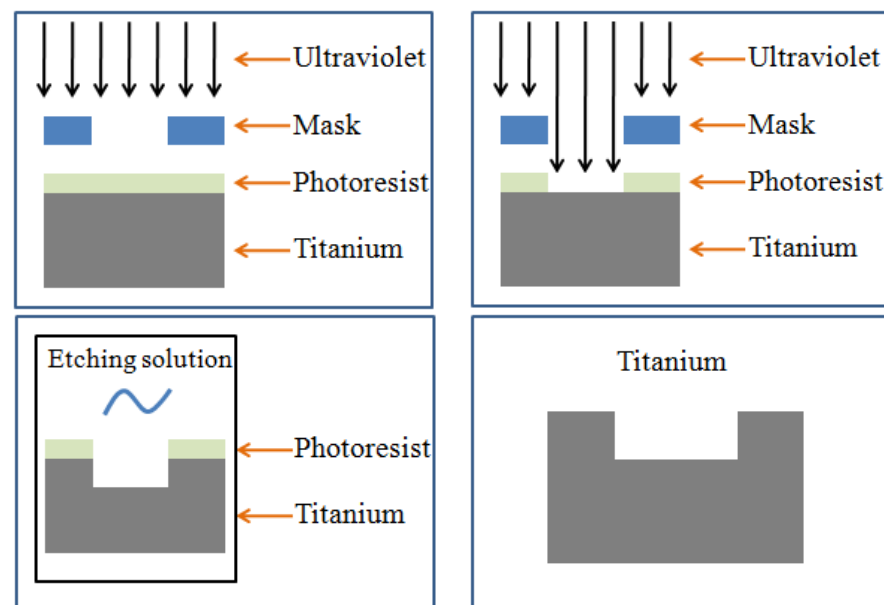 Ultraviolet
Mask
Photoresist
Titanium
Ultraviolet
Mask
Photoresist
Titanium
Etching solution
Photoresist
Titanium
Titanium